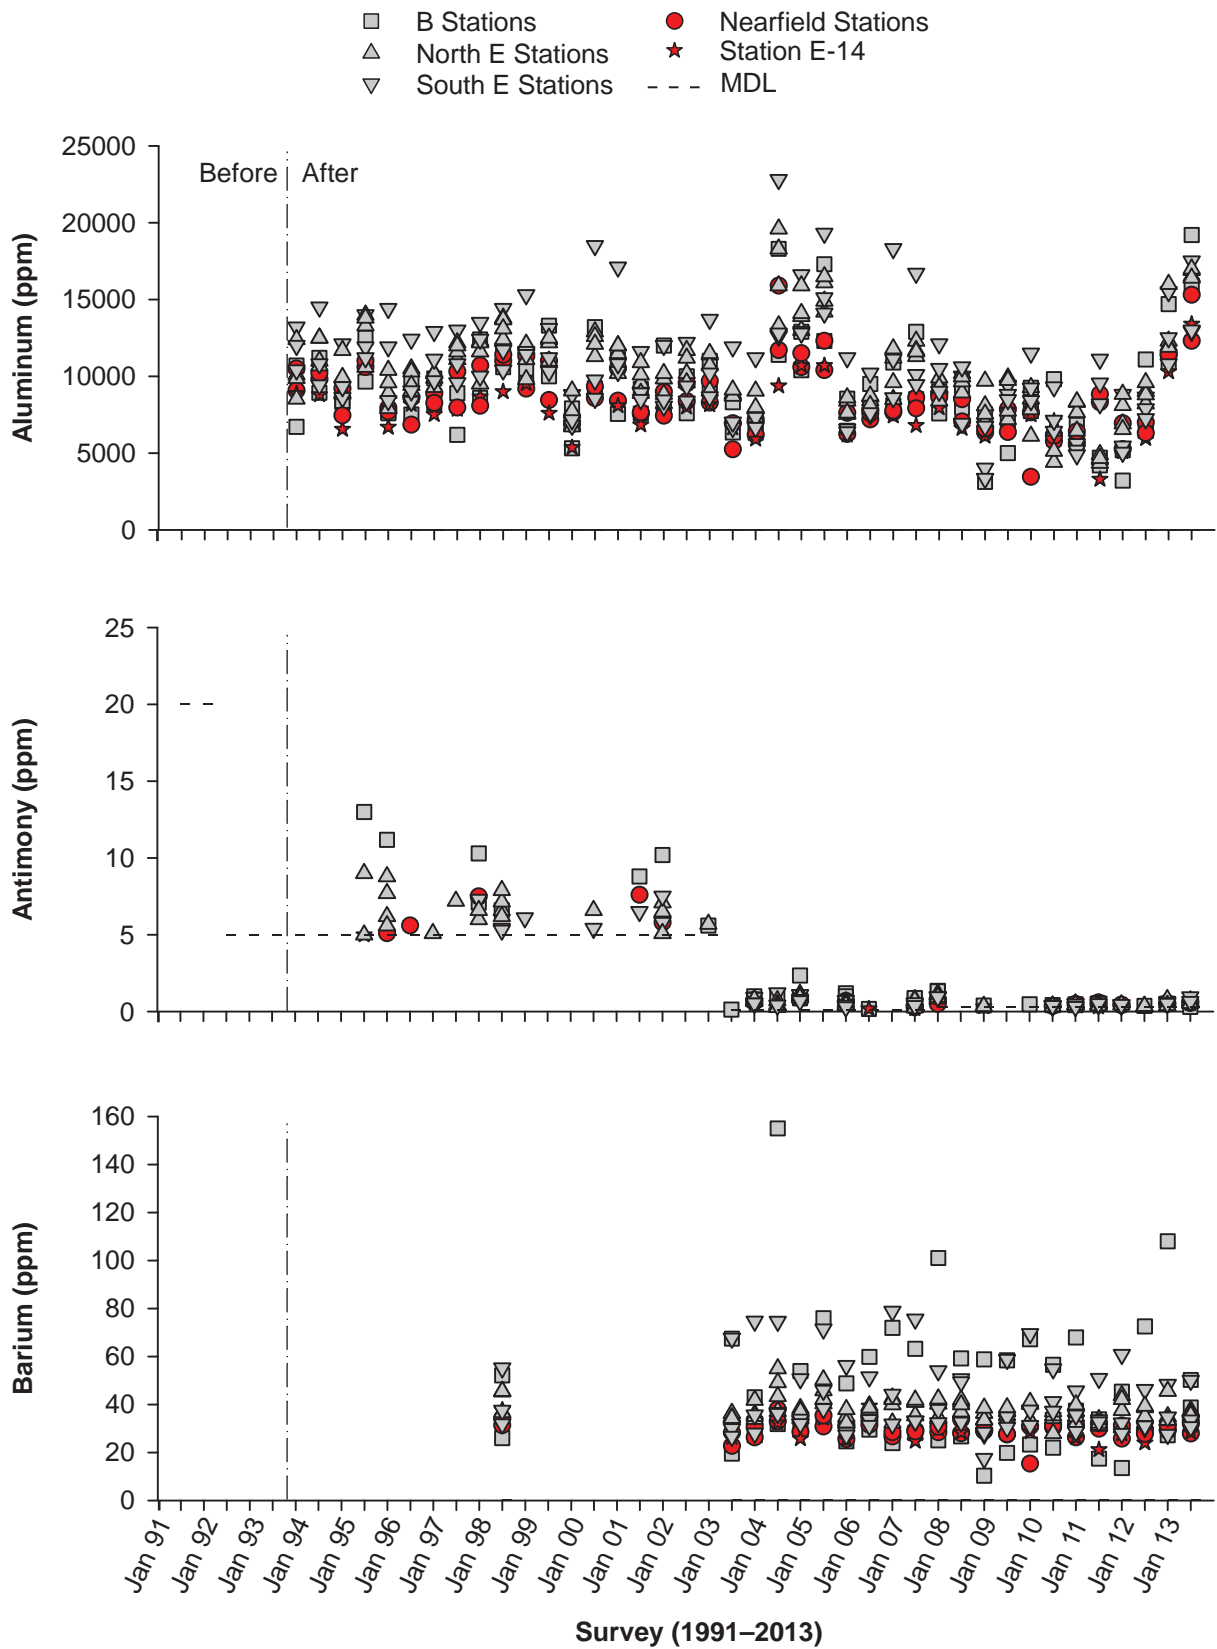 B Stations
North E Stations
South E Stations
Nearfield Stations
Station E-14
MDL
Before
After
Aluminum (ppm)
25000
20000
15000
10000
5000
0
Antimony (ppm)
25
20
15
10
5
0
Barium (ppm)
160
140
120
100
80
60
40
20
0
Jan 91
Jan 92
Jan 93
Jan 94
Jan 95
Jan 96
Jan 97
Jan 98
Jan 99
Jan 00
Jan 01
Jan 02
Jan 03
Jan 04
Jan 05
Jan 06
Jan 07
Jan 08
Jan 09
Jan 10
Jan 11
Jan 12
Jan 13
Survey (1991–2013)